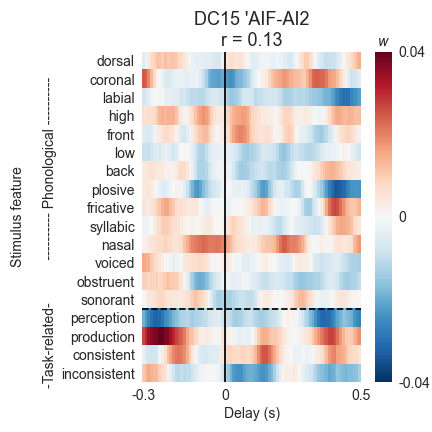 DC15 'AIF-AI2
r = 0.13
w
dorsal
coronal
labial
high
front
low
back
plosive
fricative
syllabic
nasal
voiced
obstruent
sonorant
perception
production
consistent
inconsistent
Stimulus feature
-Task-related- ---------- Phonological ----------
0.04
0
-0.04
-0.3 0 0.5
Delay (s)